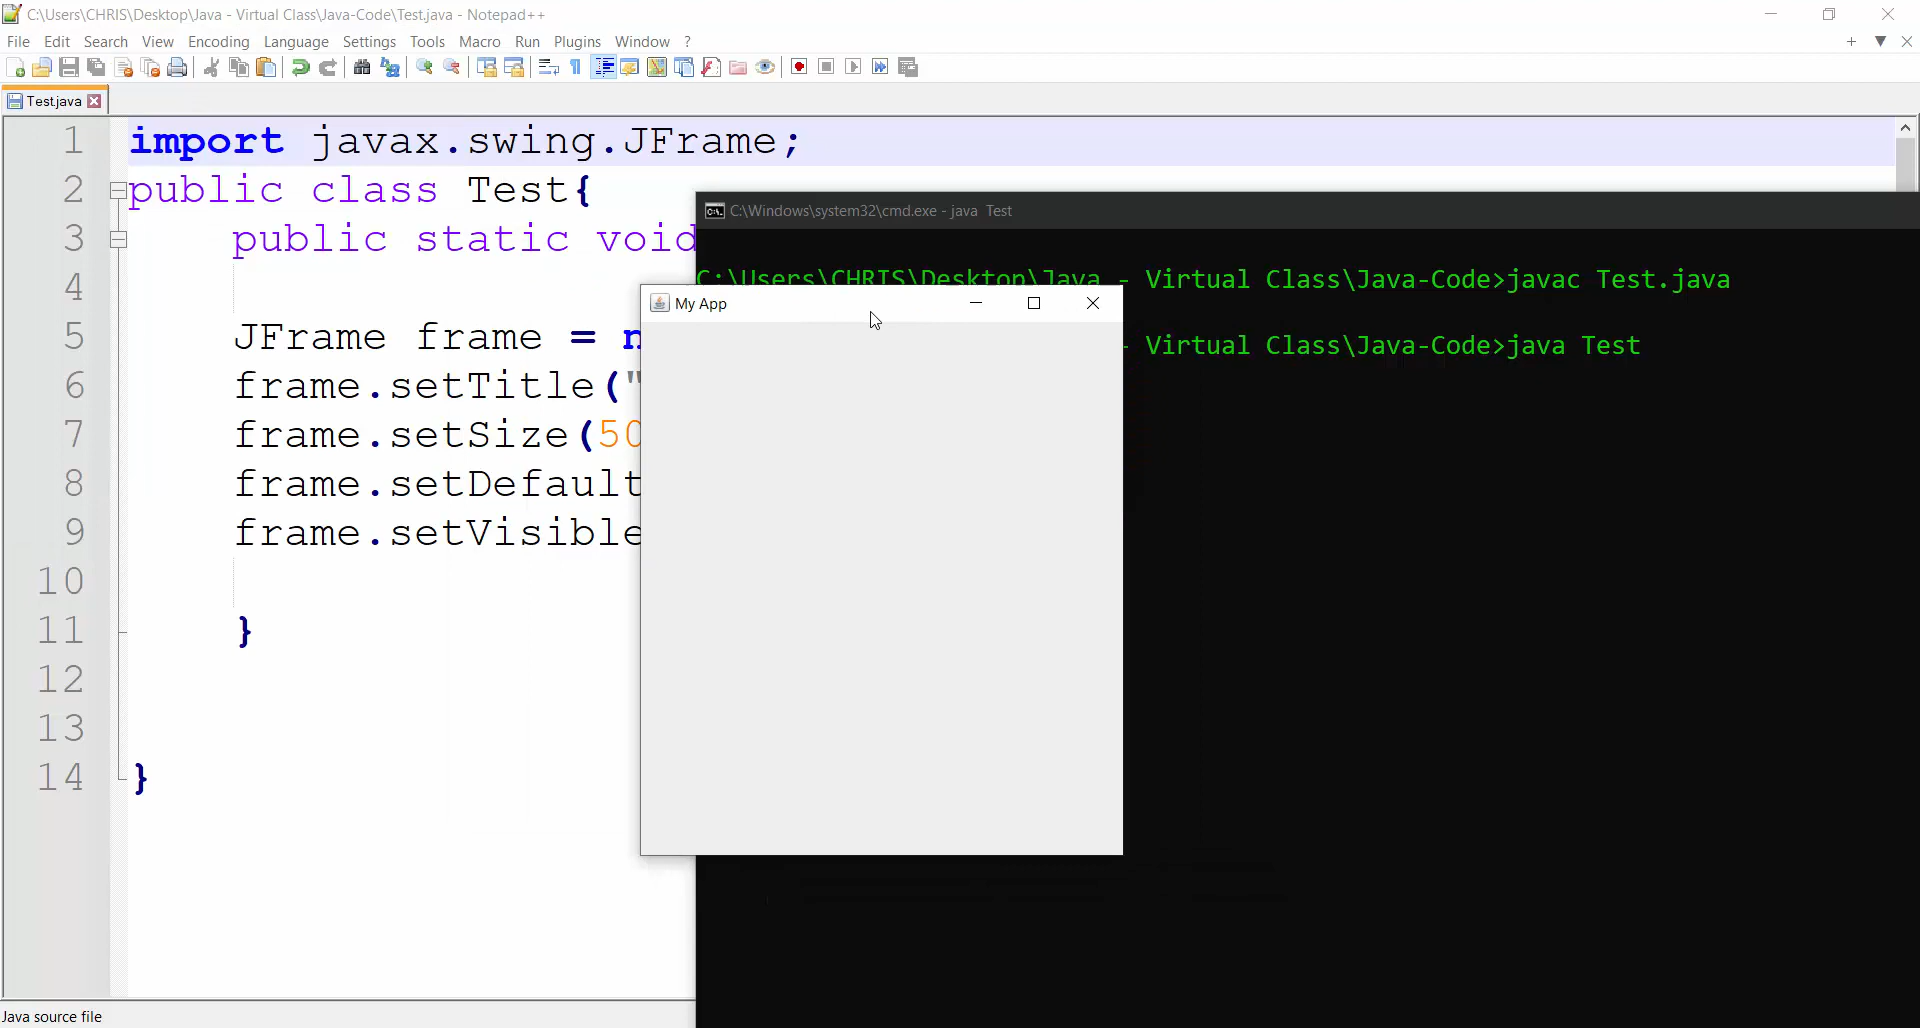 C:\Users\CHRIS\Desktop\Java - Virtual Class\Java-Code\Test.java - Notepad++
File Edit Search View Encoding Language Settings Tools Macro Run Plugins Window ?
Test.java
1 import javax.swing.JFrame;
2 public class Test{
3 public static void
4
5 JFrame frame = n
6 frame.setTitle("
7 frame.setSize(50
8 frame.setDefault
9 frame.setVisible
10
11 }
12
13
14 }
Java source file
C:\Windows\system32\cmd.exe - java  Test
C:\Users\CHRIS\Desktop\Java - Virtual Class\Java-Code>javac Test.java
- Virtual Class\Java-Code>java Test
My App